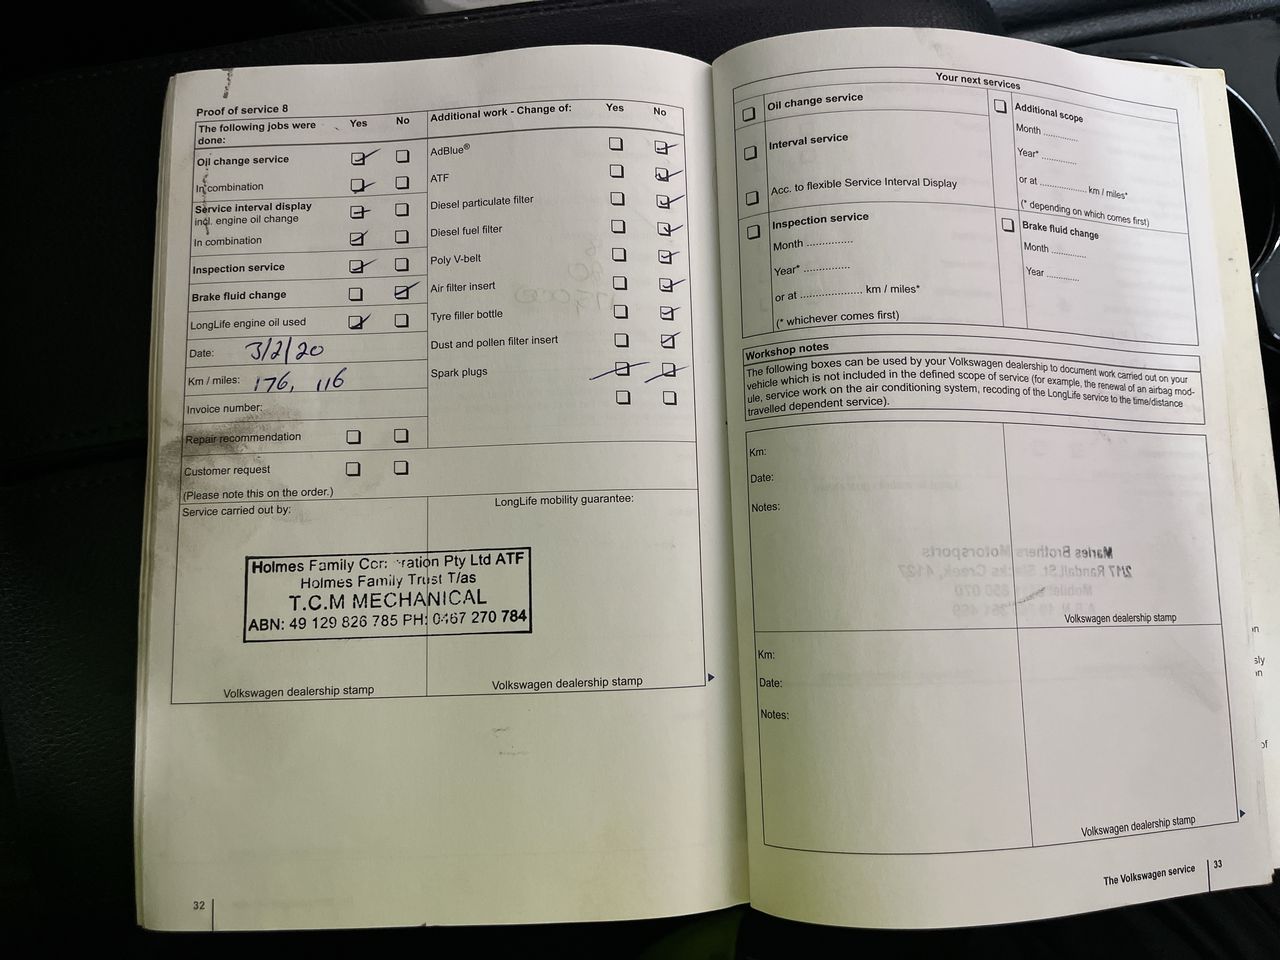 Proof of service 8
The following jobs were done:
Yes
No
Oil change service
In combination
Service interval display
incl. engine oil change
In combination
Inspection service
Brake fluid change
LongLife engine oil used
Date: 3/2/20
Km / miles: 176, 116
Invoice number:
Repair recommendation
Customer request
(Please note this on the order.)
Additional work - Change of:
Yes
No
AdBlue®
ATF
Diesel particulate filter
Diesel fuel filter
Poly V-belt
Air filter insert
Tyre filler bottle
Dust and pollen filter insert
Spark plugs
Service carried out by:
Holmes Family Pty Ltd ATF
Holmes Family Trust T/as
T.C.M MECHANICAL
ABN: 49 129 826 785 PH: 0467 270 784
Volkswagen dealership stamp
LongLife mobility guarantee:
Volkswagen dealership stamp
32
Your next services
Oil change service
Interval service
Acc. to flexible Service Interval Display
Inspection service
Month ...............
Year* ...............
or at .................... km / miles*
(* whichever comes first)
Additional scope
Month ............
Year* ............
or at ................ km / miles*
(* depending on which comes first)
Brake fluid change
Month ............
Year ............
Workshop notes
The following boxes can be used by your Volkswagen dealership to document work carried out on your
vehicle which is not included in the defined scope of service (for example, the renewal of an airbag mod-
ule, service work on the air conditioning system, recoding of the LongLife service to the time/distance
travelled dependent service).
Km:
Date:
Notes:
Volkswagen dealership stamp
Km:
Date:
Notes:
Volkswagen dealership stamp
The Volkswagen service
33